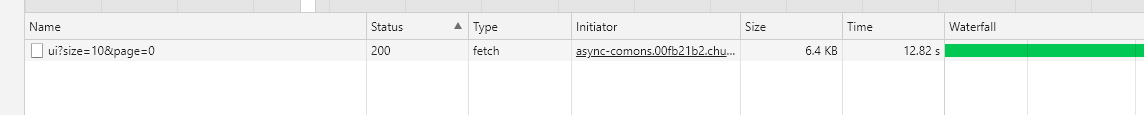 Name Status Type Initiator Size Time Waterfall
ui?size=10&page=0 200 fetch async-comons.00fb21b2.chu... 6.4 KB 12.82 s